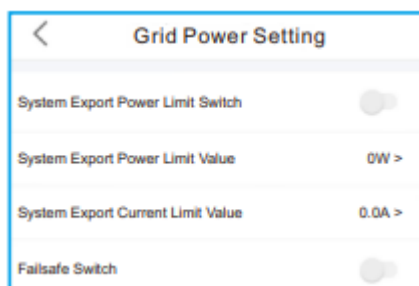 Grid Power Setting
System Export Power Limit Switch
System Export Power Limit Value 0W >
System Export Current Limit Value 0.0A >
Failsafe Switch